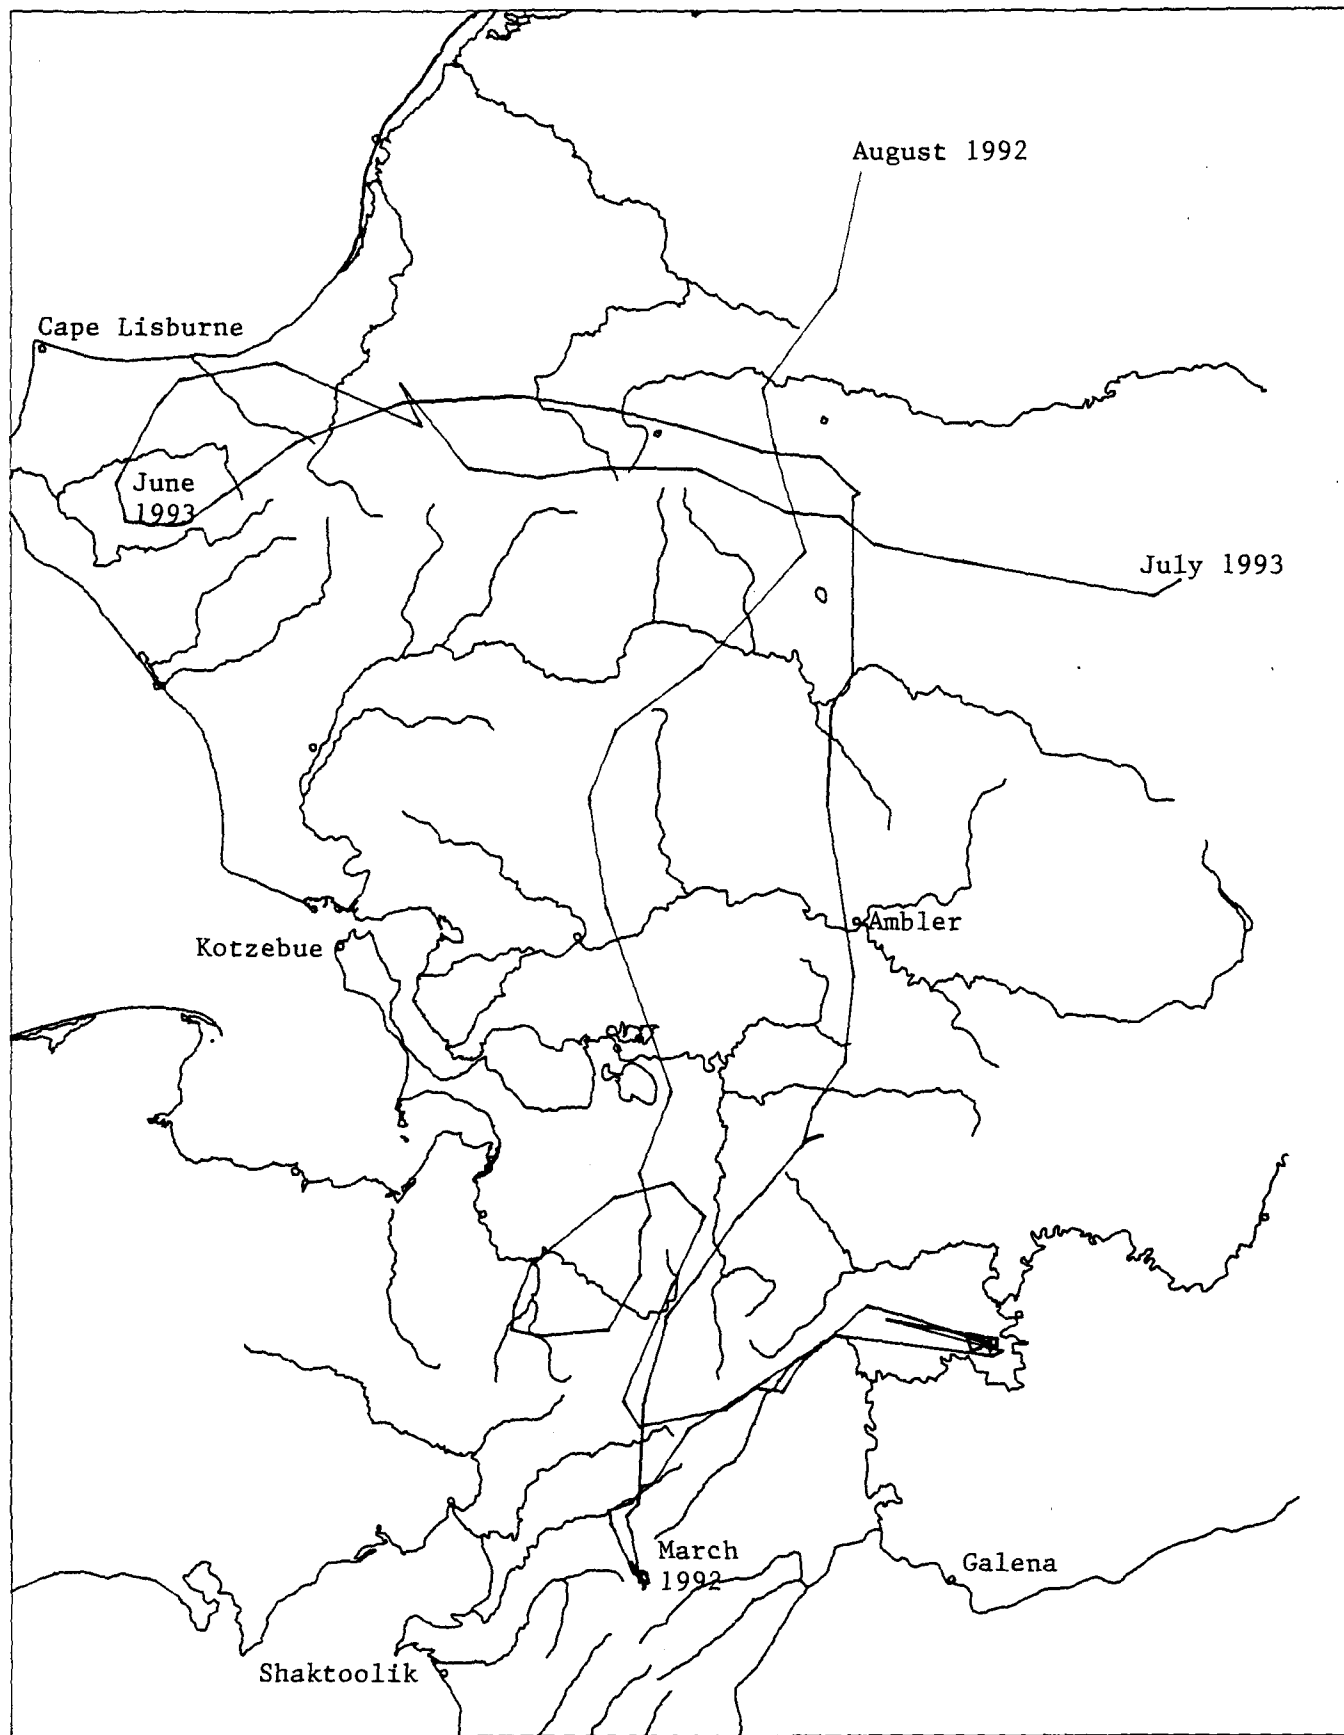 August 1992
Cape Lisburne
June
1993
July 1993
Ambler
Kotzebue
March
1992
Galena
Shaktoolik